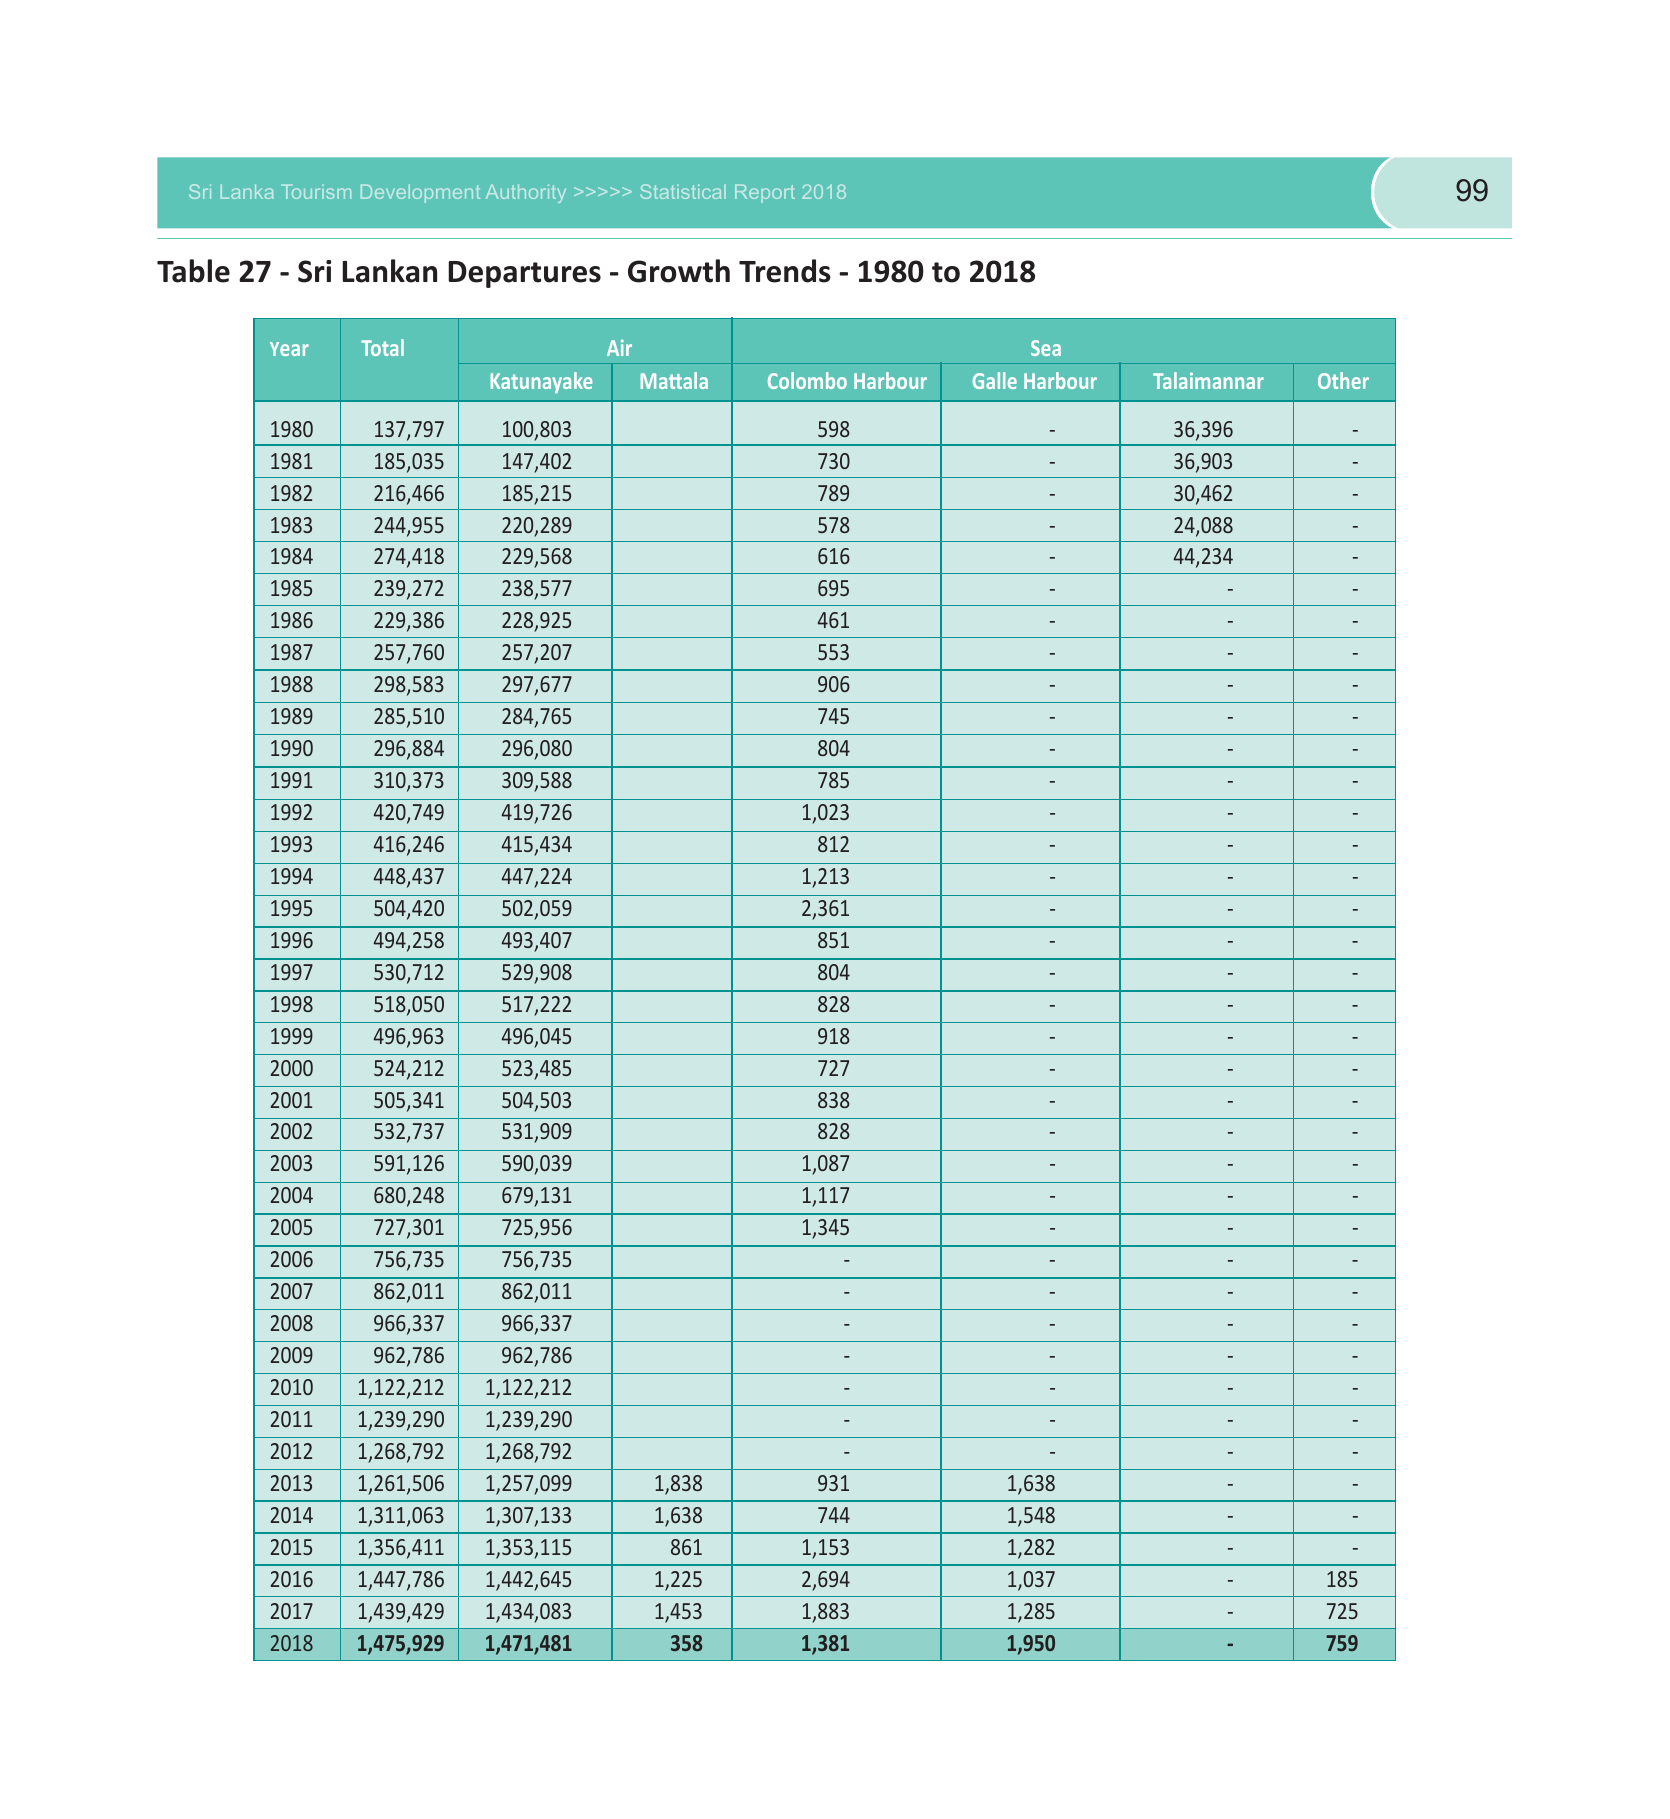 Sri Lanka Tourism Development Authority >>>>> Statistical Report 2018 99
Table 27 - Sri Lankan Departures - Growth Trends - 1980 to 2018
Year Total Air Sea
Katunayake Mattala Colombo Harbour Galle Harbour Talaimannar Other
1980 137,797 100,803 598 - 36,396 -
1981 185,035 147,402 730 - 36,903 -
1982 216,466 185,215 789 - 30,462 -
1983 244,955 220,289 578 - 24,088 -
1984 274,418 229,568 616 - 44,234 -
1985 239,272 238,577 695 - - -
1986 229,386 228,925 461 - - -
1987 257,760 257,207 553 - - -
1988 298,583 297,677 906 - - -
1989 285,510 284,765 745 - - -
1990 296,884 296,080 804 - - -
1991 310,373 309,588 785 - - -
1992 420,749 419,726 1,023 - - -
1993 416,246 415,434 812 - - -
1994 448,437 447,224 1,213 - - -
1995 504,420 502,059 2,361 - - -
1996 494,258 493,407 851 - - -
1997 530,712 529,908 804 - - -
1998 518,050 517,222 828 - - -
1999 496,963 496,045 918 - - -
2000 524,212 523,485 727 - - -
2001 505,341 504,503 838 - - -
2002 532,737 531,909 828 - - -
2003 591,126 590,039 1,087 - - -
2004 680,248 679,131 1,117 - - -
2005 727,301 725,956 1,345 - - -
2006 756,735 756,735 - - - -
2007 862,011 862,011 - - - -
2008 966,337 966,337 - - - -
2009 962,786 962,786 - - - -
2010 1,122,212 1,122,212 - - - -
2011 1,239,290 1,239,290 - - - -
2012 1,268,792 1,268,792 - - - -
2013 1,261,506 1,257,099 1,838 931 1,638 - -
2014 1,311,063 1,307,133 1,638 744 1,548 - -
2015 1,356,411 1,353,115 861 1,153 1,282 - -
2016 1,447,786 1,442,645 1,225 2,694 1,037 - 185
2017 1,439,429 1,434,083 1,453 1,883 1,285 - 725
2018 1,475,929 1,471,481 358 1,381 1,950 - 759